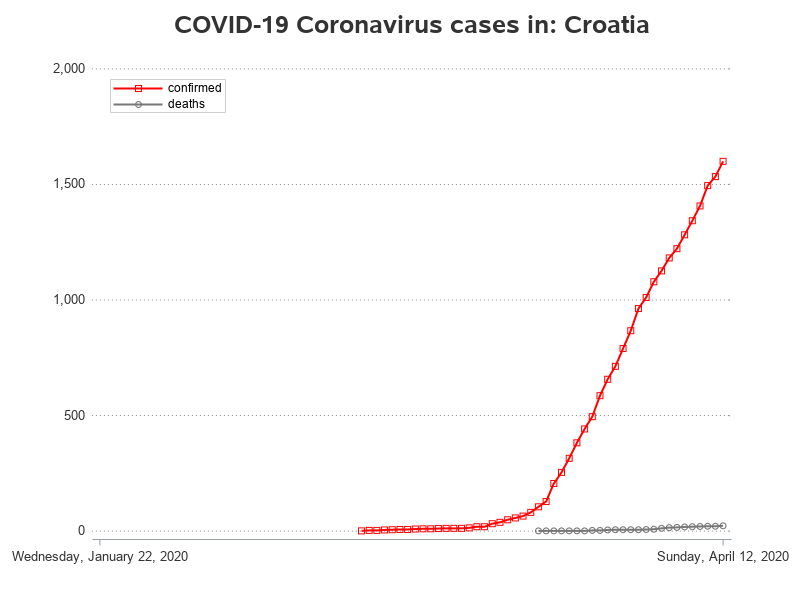 COVID-19 Coronavirus cases in: Croatia
2,000
confirmed
deaths
1,500
1,000
500
0
Wednesday, January 22, 2020
Sunday, April 12, 2020